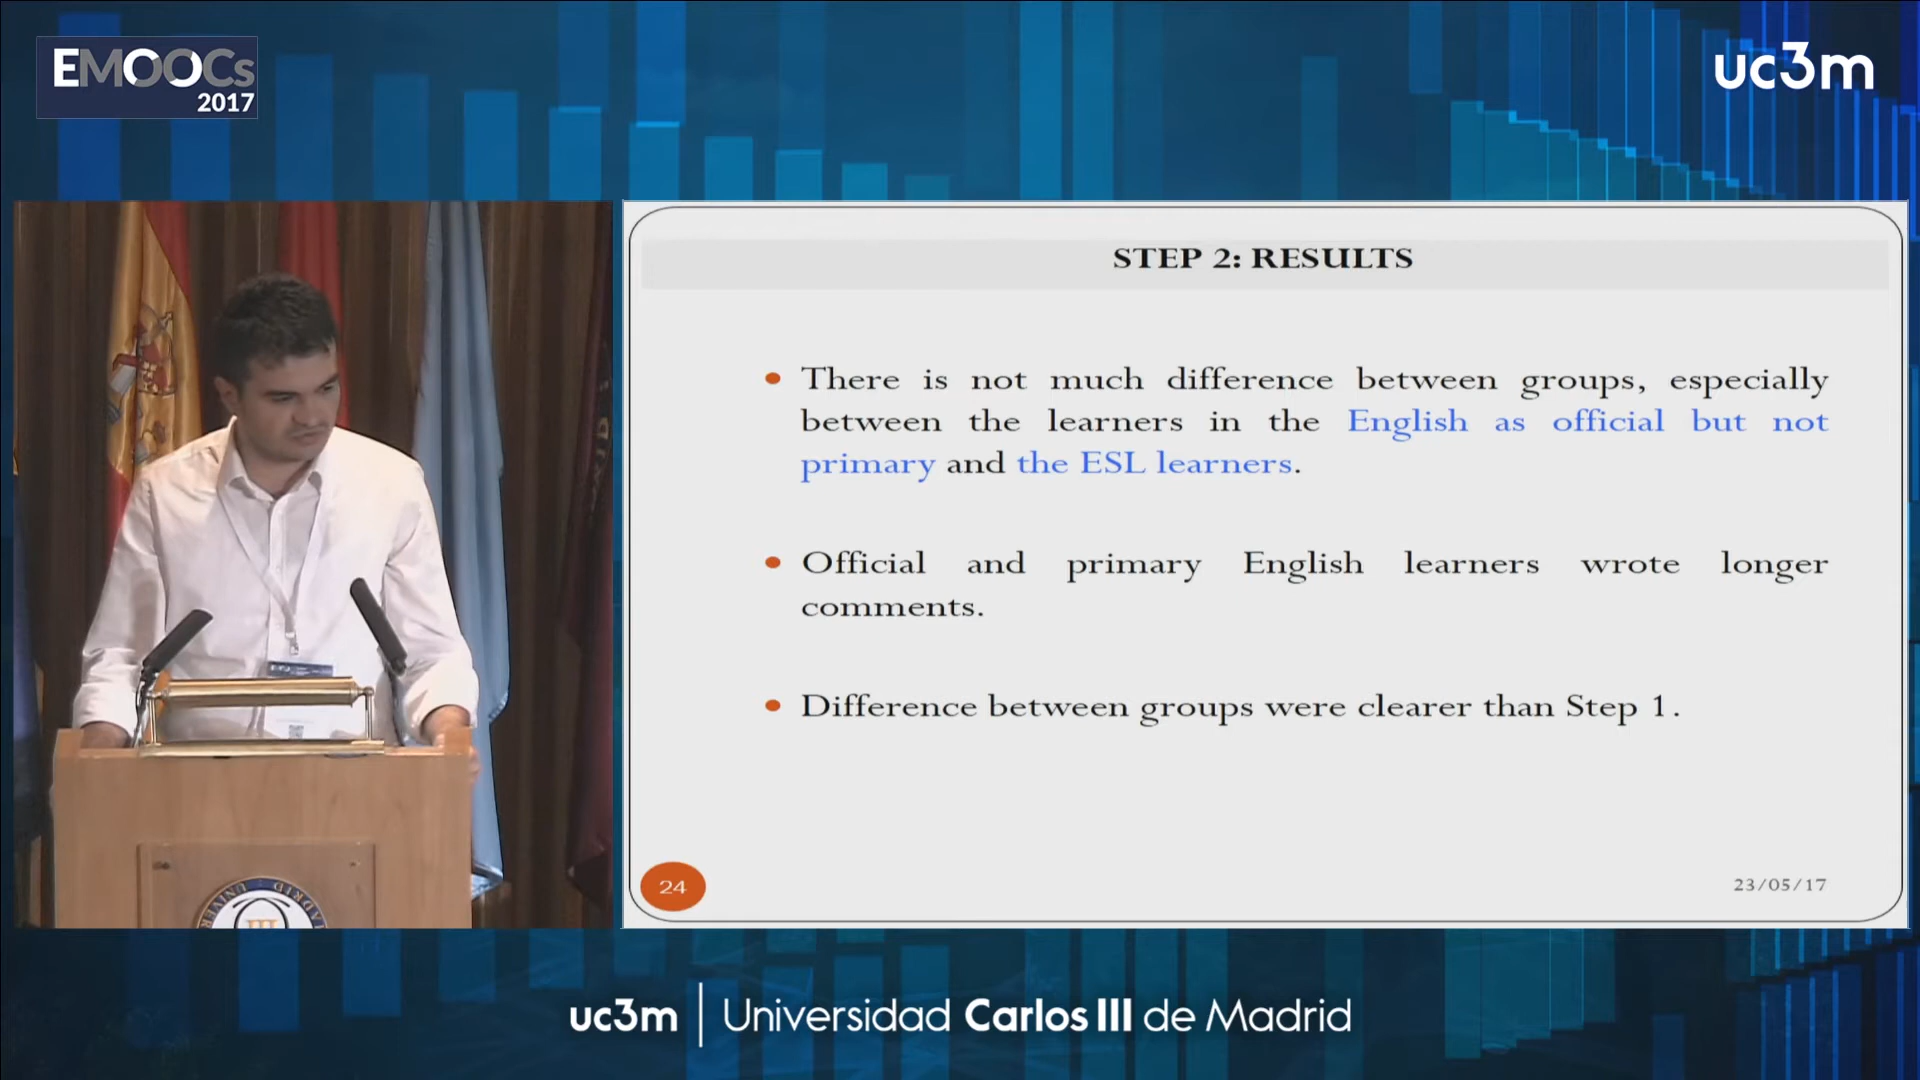 EMOOCs
2017
uc3m
STEP 2: RESULTS
• There is not much difference between groups, especially
between the learners in the English as official but not
primary and the ESL learners.
• Official and primary English learners wrote longer
comments.
• Difference between groups were clearer than Step 1.
24
23/05/17
uc3m | Universidad Carlos III de Madrid